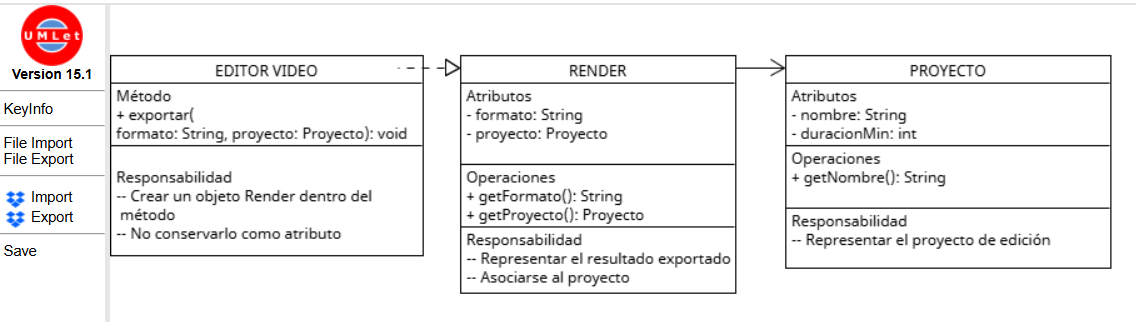 UMLet
Version 15.1
KeyInfo
File Import
File Export
Import
Export
Save
EDITOR VIDEO
Método
+ exportar(
formato: String, proyecto: Proyecto): void
Responsabilidad
-- Crear un objeto Render dentro del
método
-- No conservarlo como atributo
RENDER
Atributos
- formato: String
- proyecto: Proyecto
Operaciones
+ getFormato(): String
+ getProyecto(): Proyecto
Responsabilidad
-- Representar el resultado exportado
-- Asociarse al proyecto
PROYECTO
Atributos
- nombre: String
- duracionMin: int
Operaciones
+ getNombre(): String
Responsabilidad
-- Representar el proyecto de edición